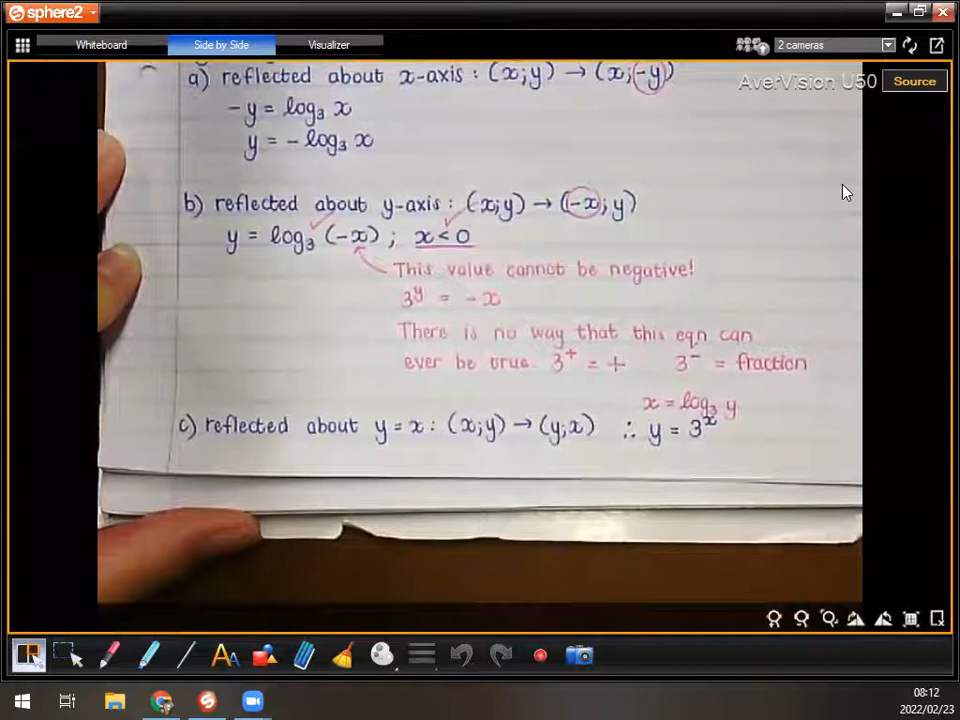 sphere2
Whiteboard
Side by Side
Visualizer
2 cameras
AverVision U50
Source
a) reflected about x-axis : (x;y) → (x;-y)
-y = log₃ x
y = - log₃ x
b) reflected about y-axis : (x;y) → (-x; y)
y = log₃ (-x) ; x < 0
This value cannot be negative!
3^y = - x
There is no way that this eqn can
ever be true. 3^+ = + 3^- = fraction
x = log₃ y
c) reflected about y = x : (x;y) → (y;x) ∴ y = 3^x
08:12
2022/02/23